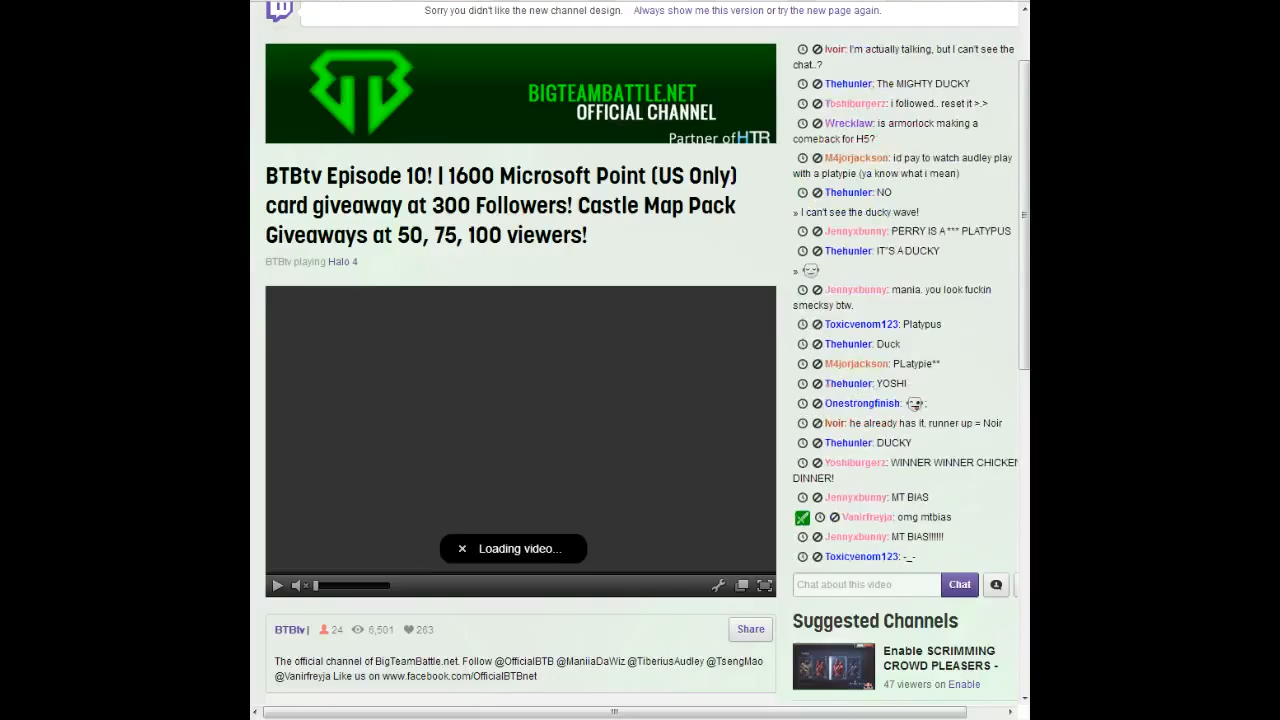 Sorry you didn't like the new channel design. Always show me this version or try the new page again.
BIGTEAMBATTLE.NET
OFFICIAL CHANNEL
Partner of HTR
BTBtv Episode 10! | 1600 Microsoft Point (US Only)
card giveaway at 300 Followers! Castle Map Pack
Giveaways at 50, 75, 100 viewers!
BTBtv playing Halo 4
Loading video...
BTBtv | 24 6,501 263
Share
The official channel of BigTeamBattle.net. Follow @OfficialBTB @ManiiaDaWiz @TiberiusAudley @TsengMao
@Vanirfreyja Like us on www.facebook.com/OfficialBTBnet
Ivoir: I'm actually talking, but I can't see the
chat..?
Thehunler: The MIGHTY DUCKY
Yoshiburgerz: i followed.. reset it >.>
Wrecklaw: is armorlock making a
comeback for H5?
M4jorjackson: id pay to watch audley play
with a platypie (ya know what i mean)
Thehunler: NO
» I can't see the ducky wave!
Jennyxbunny: PERRY IS A *** PLATYPUS
Thehunler: IT"S A DUCKY
»
Jennyxbunny: mania. you look fuckin
smecksy btw.
Toxicvenom123: Platypus
Thehunler: Duck
M4jorjackson: PLatypie**
Thehunler: YOSHI
Onestrongfinish: ;
Ivoir: he already has it, runner up = Noir
Thehunler: DUCKY
Yoshiburgerz: WINNER WINNER CHICKEN
DINNER!
Jennyxbunny: MT BIAS
Vanirfreyja: omg mtbias
Jennyxbunny: MT BIAS!!!!!!
Toxicvenom123: -_-
Chat about this video
Chat
Suggested Channels
Enable SCRIMMING
CROWD PLEASERS -
47 viewers on Enable